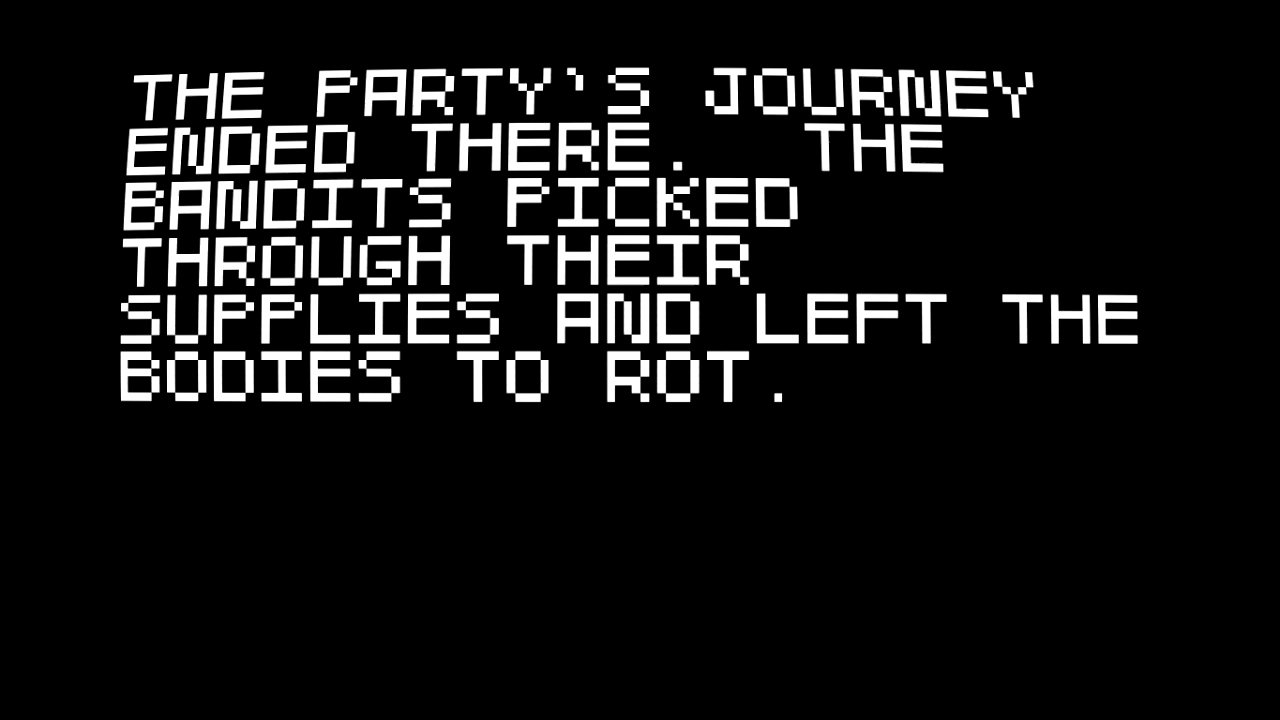 THE PARTY'S JOURNEY
ENDED THERE.  THE
BANDITS PICKED
THROUGH THEIR
SUPPLIES AND LEFT THE
BODIES TO ROT.